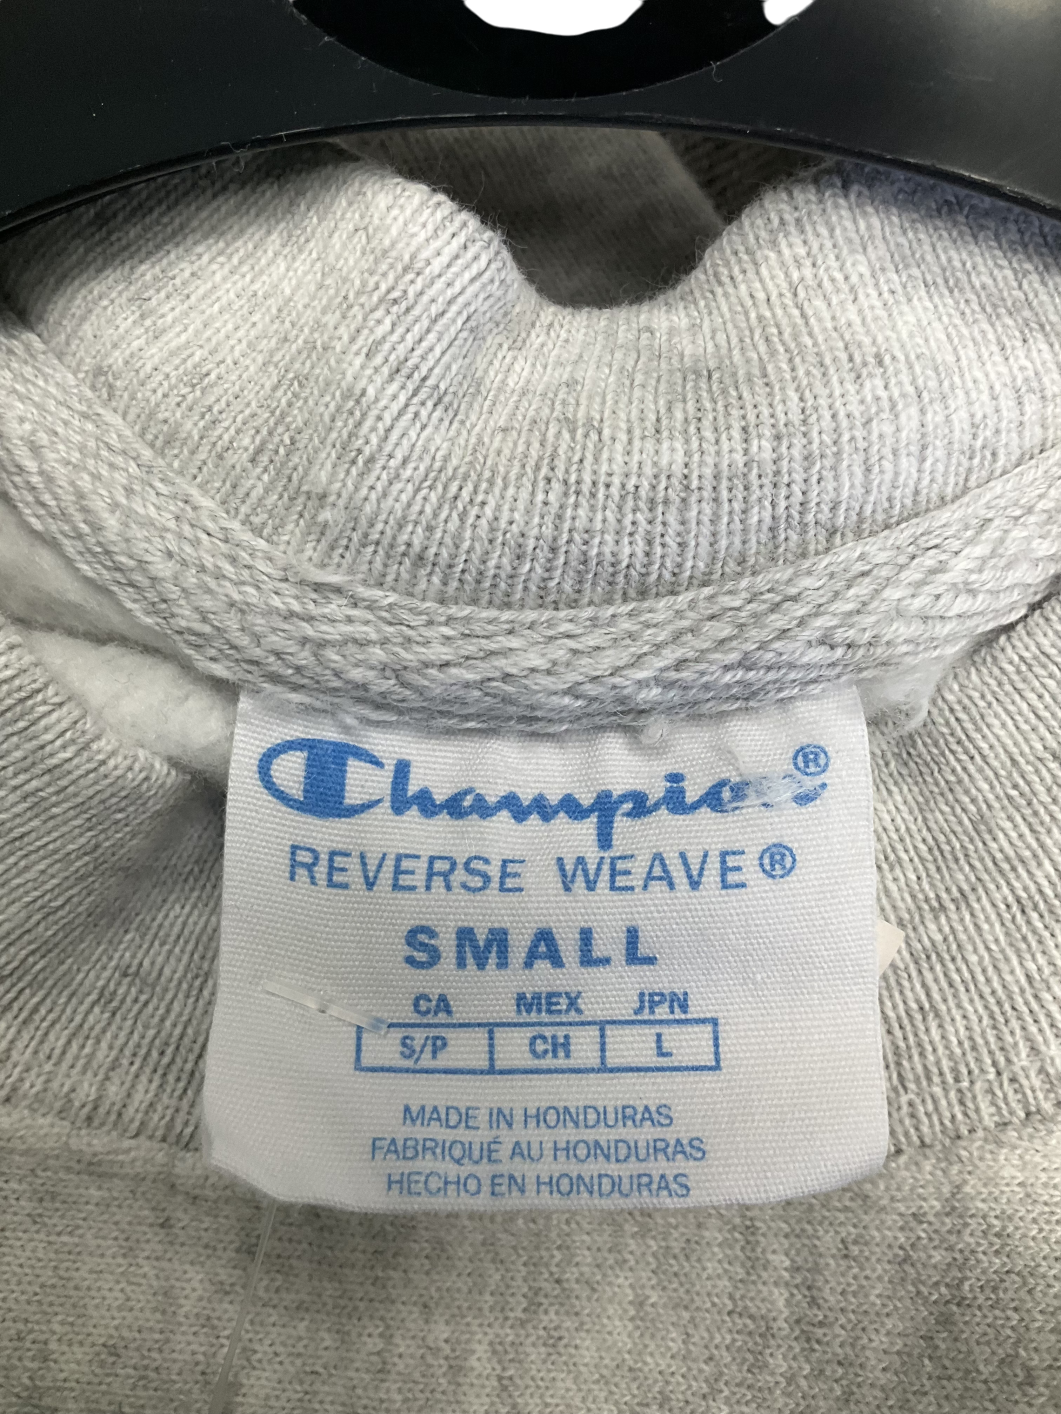 Champion®
REVERSE WEAVE®
SMALL
CA MEX JPN
S/P CH L
MADE IN HONDURAS
FABRIQUÉ AU HONDURAS
HECHO EN HONDURAS